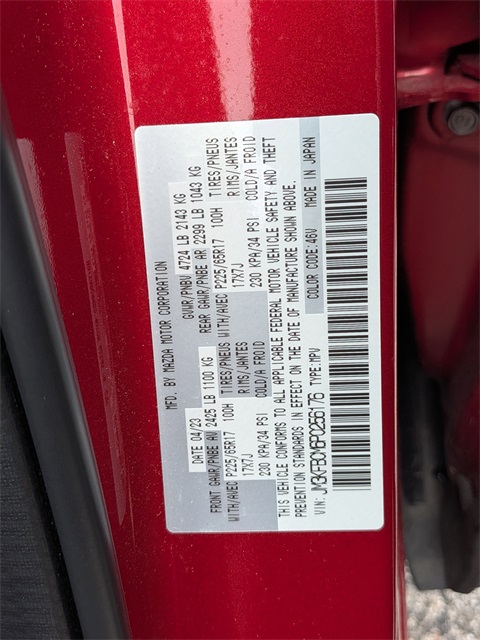 MFD. BY MAZDA MOTOR CORPORATION
DATE 04/23 GVWR/PNBV 4724 LB 2143 KG
FRONT GAWR/PNBE AV 2425 LB 1100 KG REAR GAWR/PNBE AR 2299 LB 1043 KG
WITH/AVEC P225/65R17 100H TIRES/PNEUS WITH/AVEC P225/65R17 100H TIRES/PNEUS
17X7J RIMS/JANTES 17X7J RIMS/JANTES
230 KPA/34 PSI COLD/A FROID 230 KPA/34 PSI COLD/A FROID
THIS VEHICLE CONFORMS TO ALL APPLICABLE FEDERAL MOTOR VEHICLE SAFETY AND THEFT
PREVENTION STANDARDS IN EFFECT ON THE DATE OF MANUFACTURE SHOWN ABOVE.
COLOR CODE:46V MADE IN JAPAN
VIN: JM3KFBCM6P0256176 TYPE:MPV